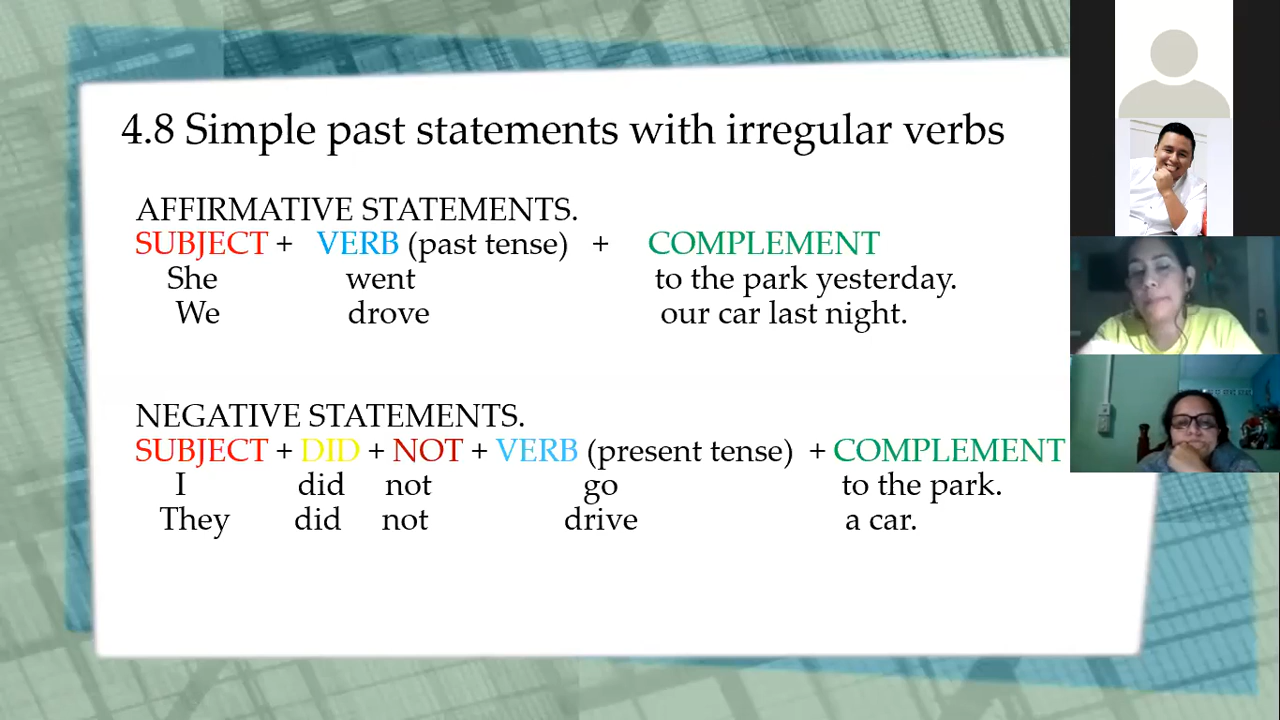 4.8 Simple past statements with irregular verbs
AFFIRMATIVE STATEMENTS.
SUBJECT + VERB (past tense) + COMPLEMENT
She went to the park yesterday.
We drove our car last night.
NEGATIVE STATEMENTS.
SUBJECT + DID + NOT + VERB (present tense) + COMPLEMENT
I did not go to the park.
They did not drive a car.